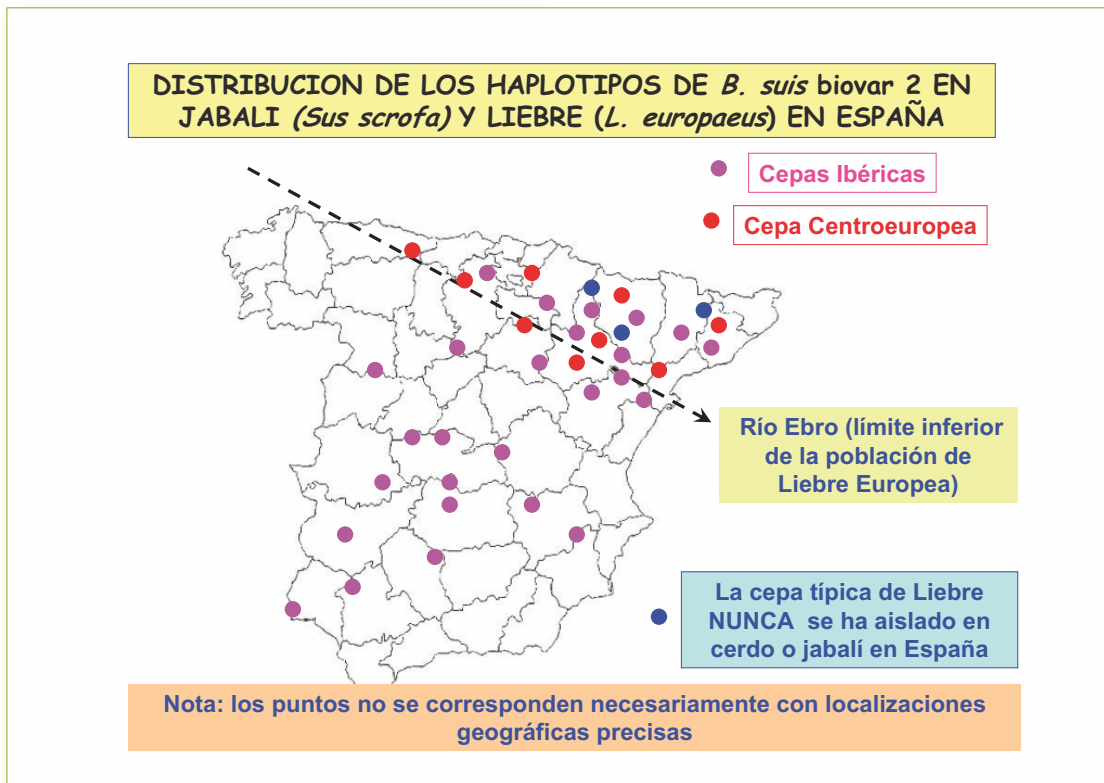 DISTRIBUCION DE LOS HAPLOTIPOS DE B. suis biovar 2 EN
JABALI (Sus scrofa) Y LIEBRE (L. europaeus) EN ESPAÑA
Cepas Ibéricas
Cepa Centroeuropea
Río Ebro (límite inferior
de la población de
Liebre Europea)
La cepa típica de Liebre
NUNCA se ha aislado en
cerdo o jabalí en España
Nota: los puntos no se corresponden necesariamente con localizaciones
geográficas precisas